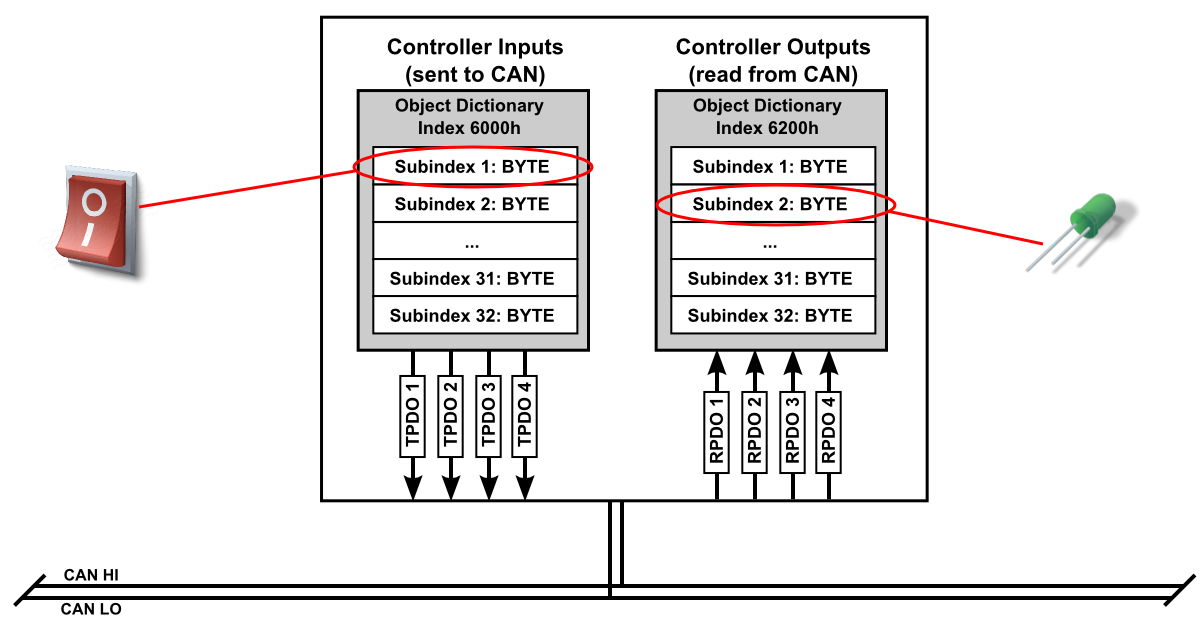 Controller Inputs
(sent to CAN)
Object Dictionary
Index 6000h
Subindex 1: BYTE
Subindex 2: BYTE
...
Subindex 31: BYTE
Subindex 32: BYTE
TPDO 1
TPDO 2
TPDO 3
TPDO 4
Controller Outputs
(read from CAN)
Object Dictionary
Index 6200h
Subindex 1: BYTE
Subindex 2: BYTE
...
Subindex 31: BYTE
Subindex 32: BYTE
RPDO 1
RPDO 2
RPDO 3
RPDO 4
CAN HI
CAN LO